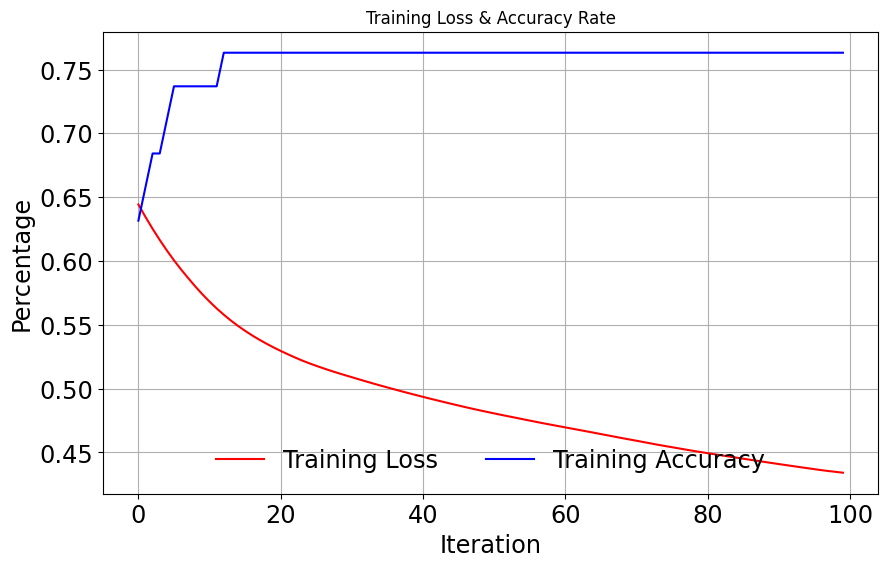 Training Loss & Accuracy Rate
0.75
0.70
0.65
0.60
0.55
0.50
0.45
Percentage
Training Loss
Training Accuracy
0 20 40 60 80 100
Iteration